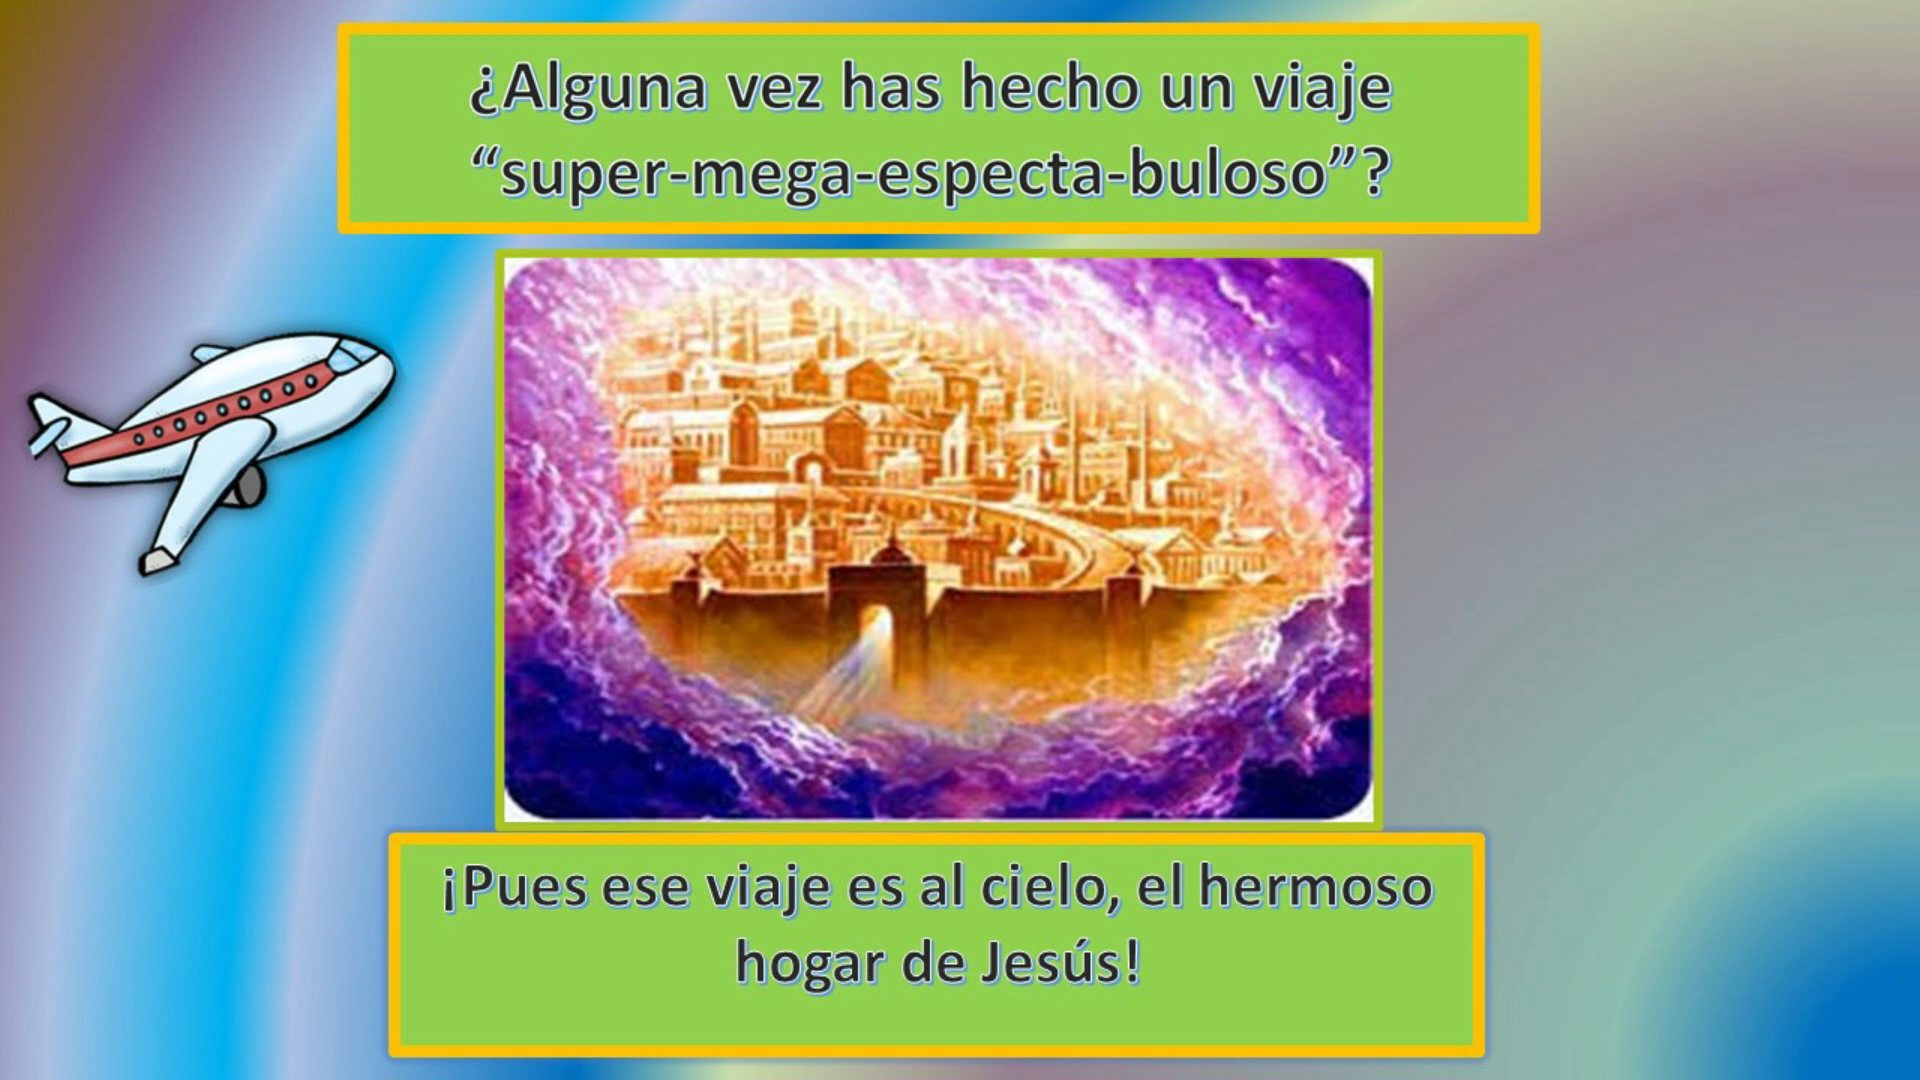 ¿Alguna vez has hecho un viaje
“super-mega-especta-buloso”?
¡Pues ese viaje es al cielo, el hermoso
hogar de Jesús!